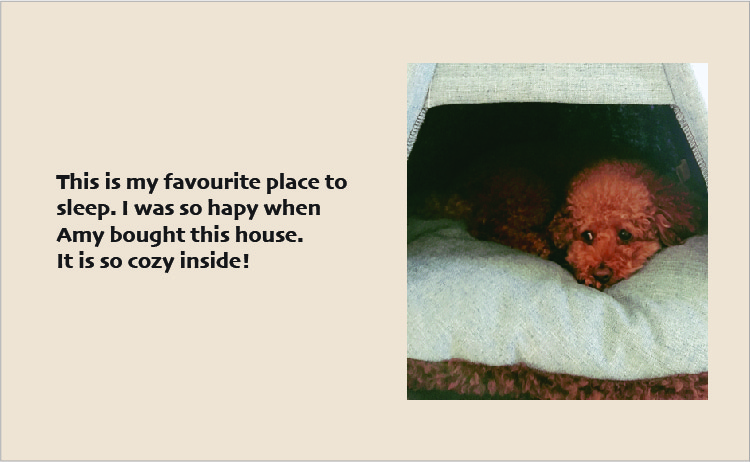 This is my favourite place to
sleep. I was so hapy when
Amy bought this house.
It is so cozy inside!